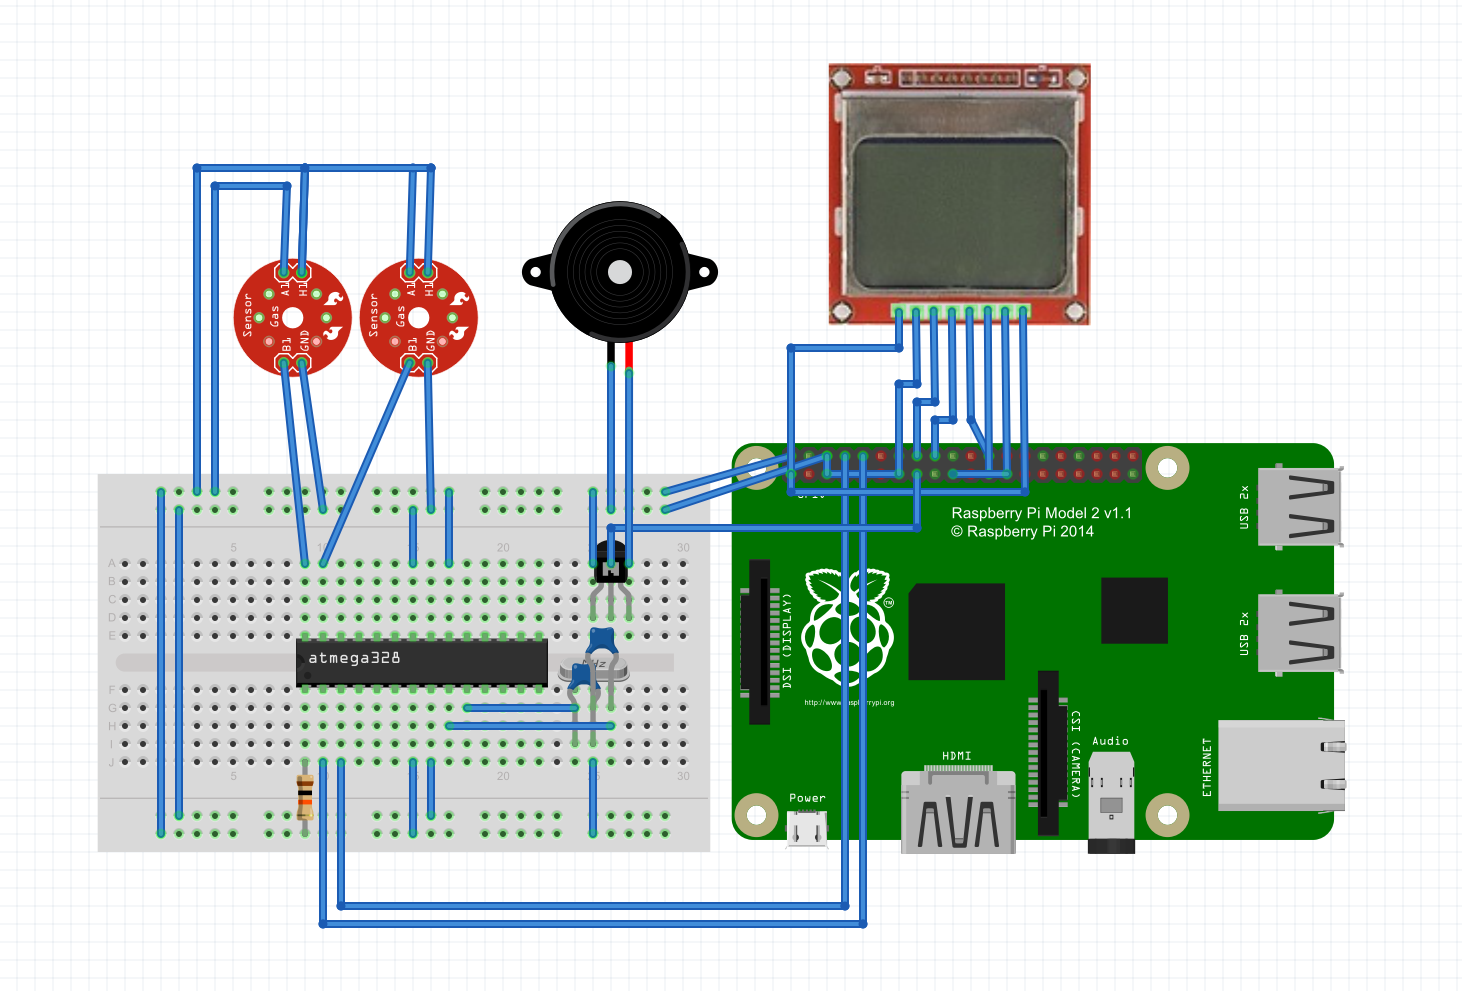 Sensor
Gas
A1
H1
B1
GND
Sensor
Gas
A1
H1
B1
GND
Raspberry Pi Model 2 v1.1
© Raspberry Pi 2014
USB 2x
USB 2x
DSI (DISPLAY)
TM
http://www.raspberrypi.org
CSI (CAMERA)
ETHERNET
Audio
HDMI
Power
5
10
20
30
A
B
C
D
E
atmega328
F
G
H
I
J
5
20
30